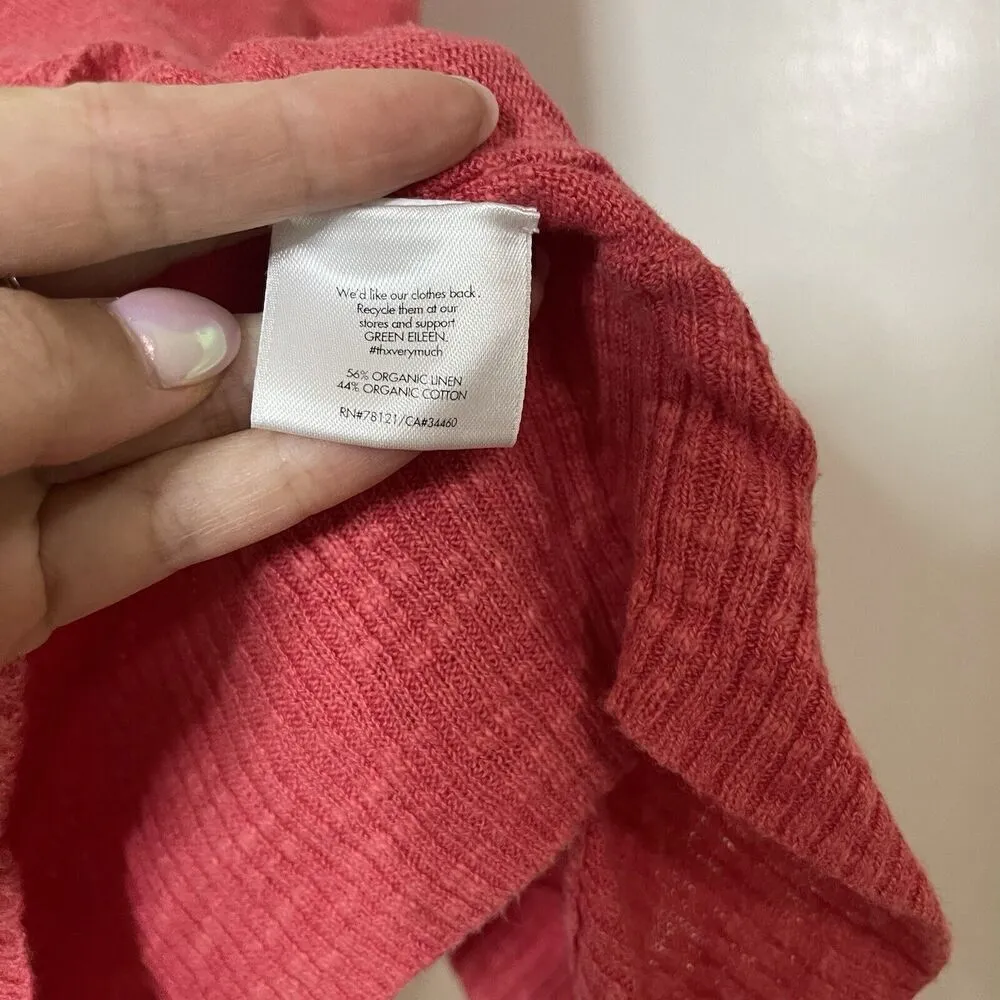 We'd like our clothes back.
Recycle them at our
stores and support
GREEN EILEEN.
#thxverymuch
56% ORGANIC LINEN
44% ORGANIC COTTON
RN#78121/CA#34460